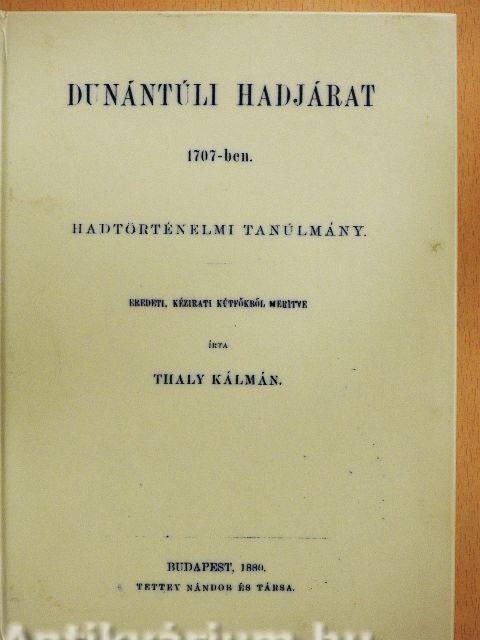 DUNÁNTÚLI HADJÁRAT
1707-ben.
HADTÖRTÉNELMI TANÚLMÁNY.
EREDETI, KÉZIRATI KÚTFŐKBŐL MERÍTVE
ÍRTA
THALY KÁLMÁN.
BUDAPEST, 1880.
TETTEY NÁNDOR ÉS TÁRSA.
Antikvárium.hu